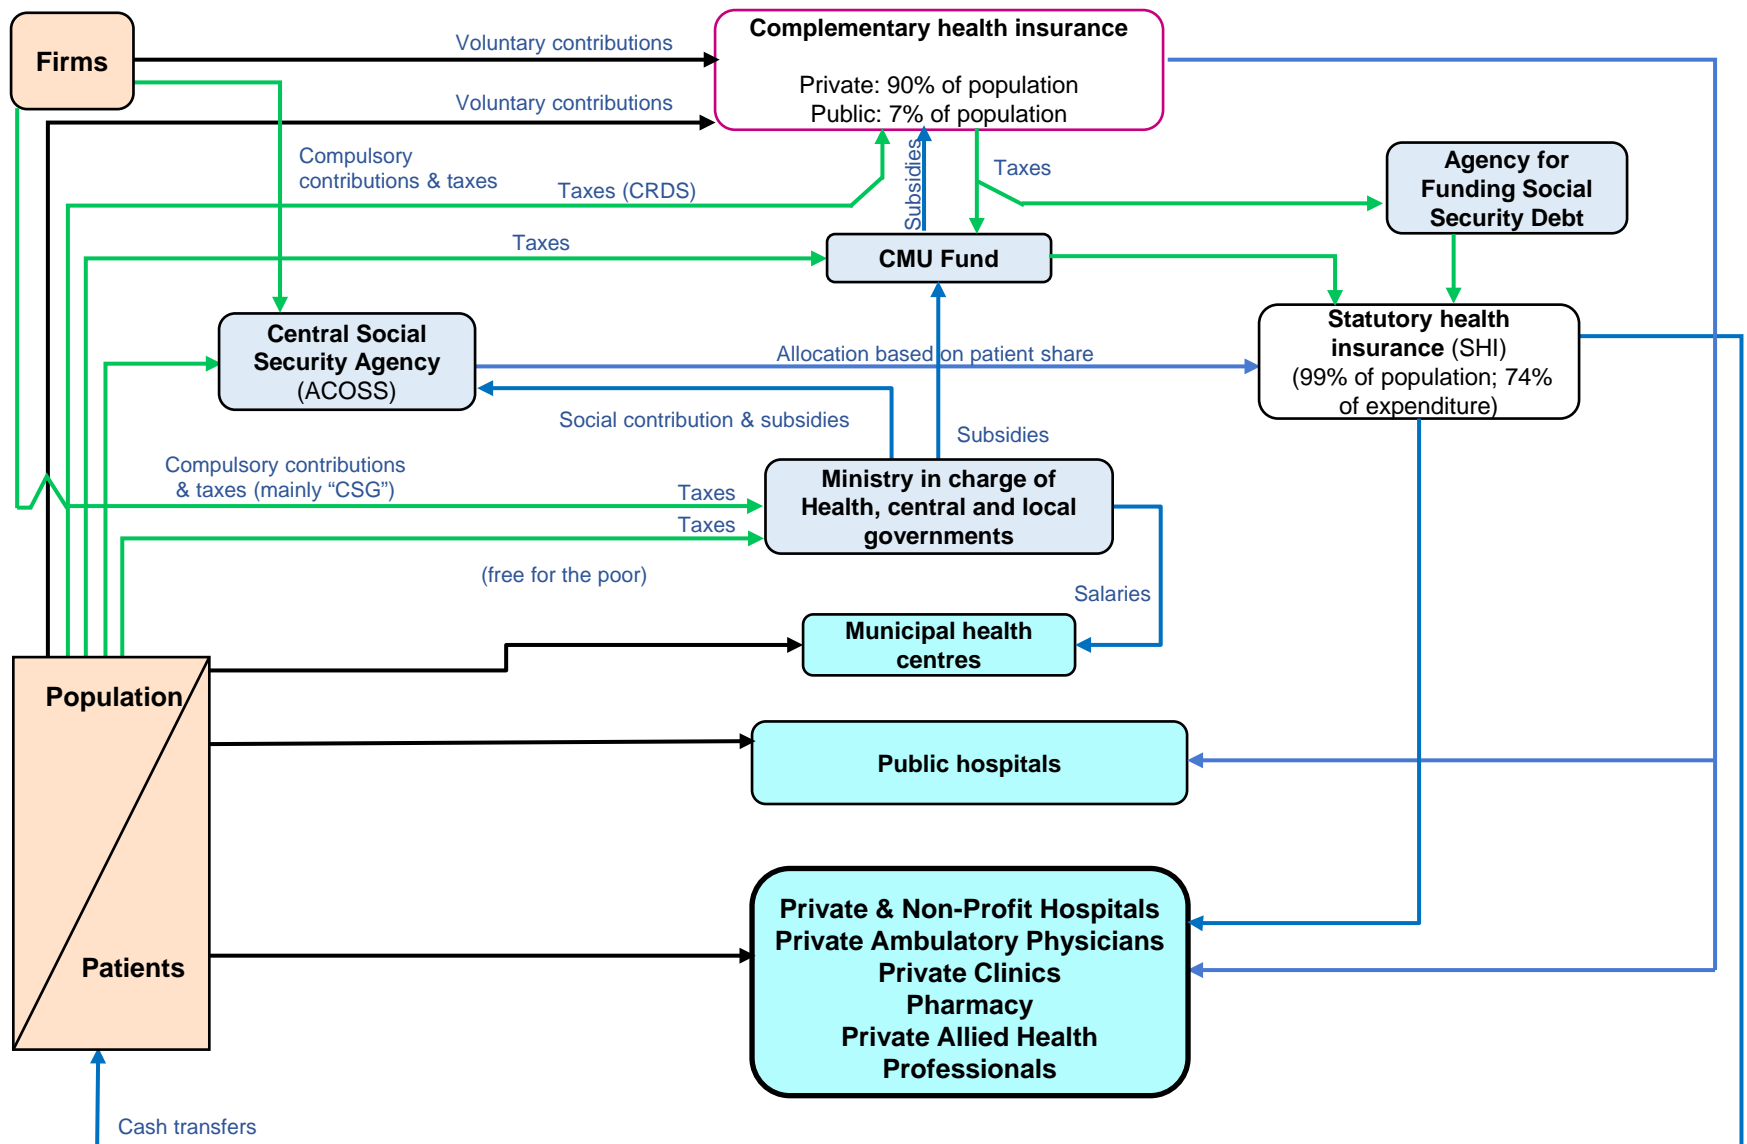 Firms
Voluntary contributions
Voluntary contributions
Complementary health insurance
Private: 90% of population
Public: 7% of population
Compulsory
contributions & taxes
Taxes (CRDS)
Subsidies
Taxes
Agency for
Funding Social
Security Debt
Taxes
CMU Fund
Central Social
Security Agency
(ACOSS)
Allocation based on patient share
Statutory health
insurance (SHI)
(99% of population; 74%
of expenditure)
Social contribution & subsidies
Subsidies
Compulsory contributions
& taxes (mainly “CSG”)
Taxes
Taxes
Ministry in charge of
Health, central and local
governments
(free for the poor)
Salaries
Municipal health
centres
Population
Public hospitals
Patients
Private & Non-Profit Hospitals
Private Ambulatory Physicians
Private Clinics
Pharmacy
Private Allied Health
Professionals
Cash transfers